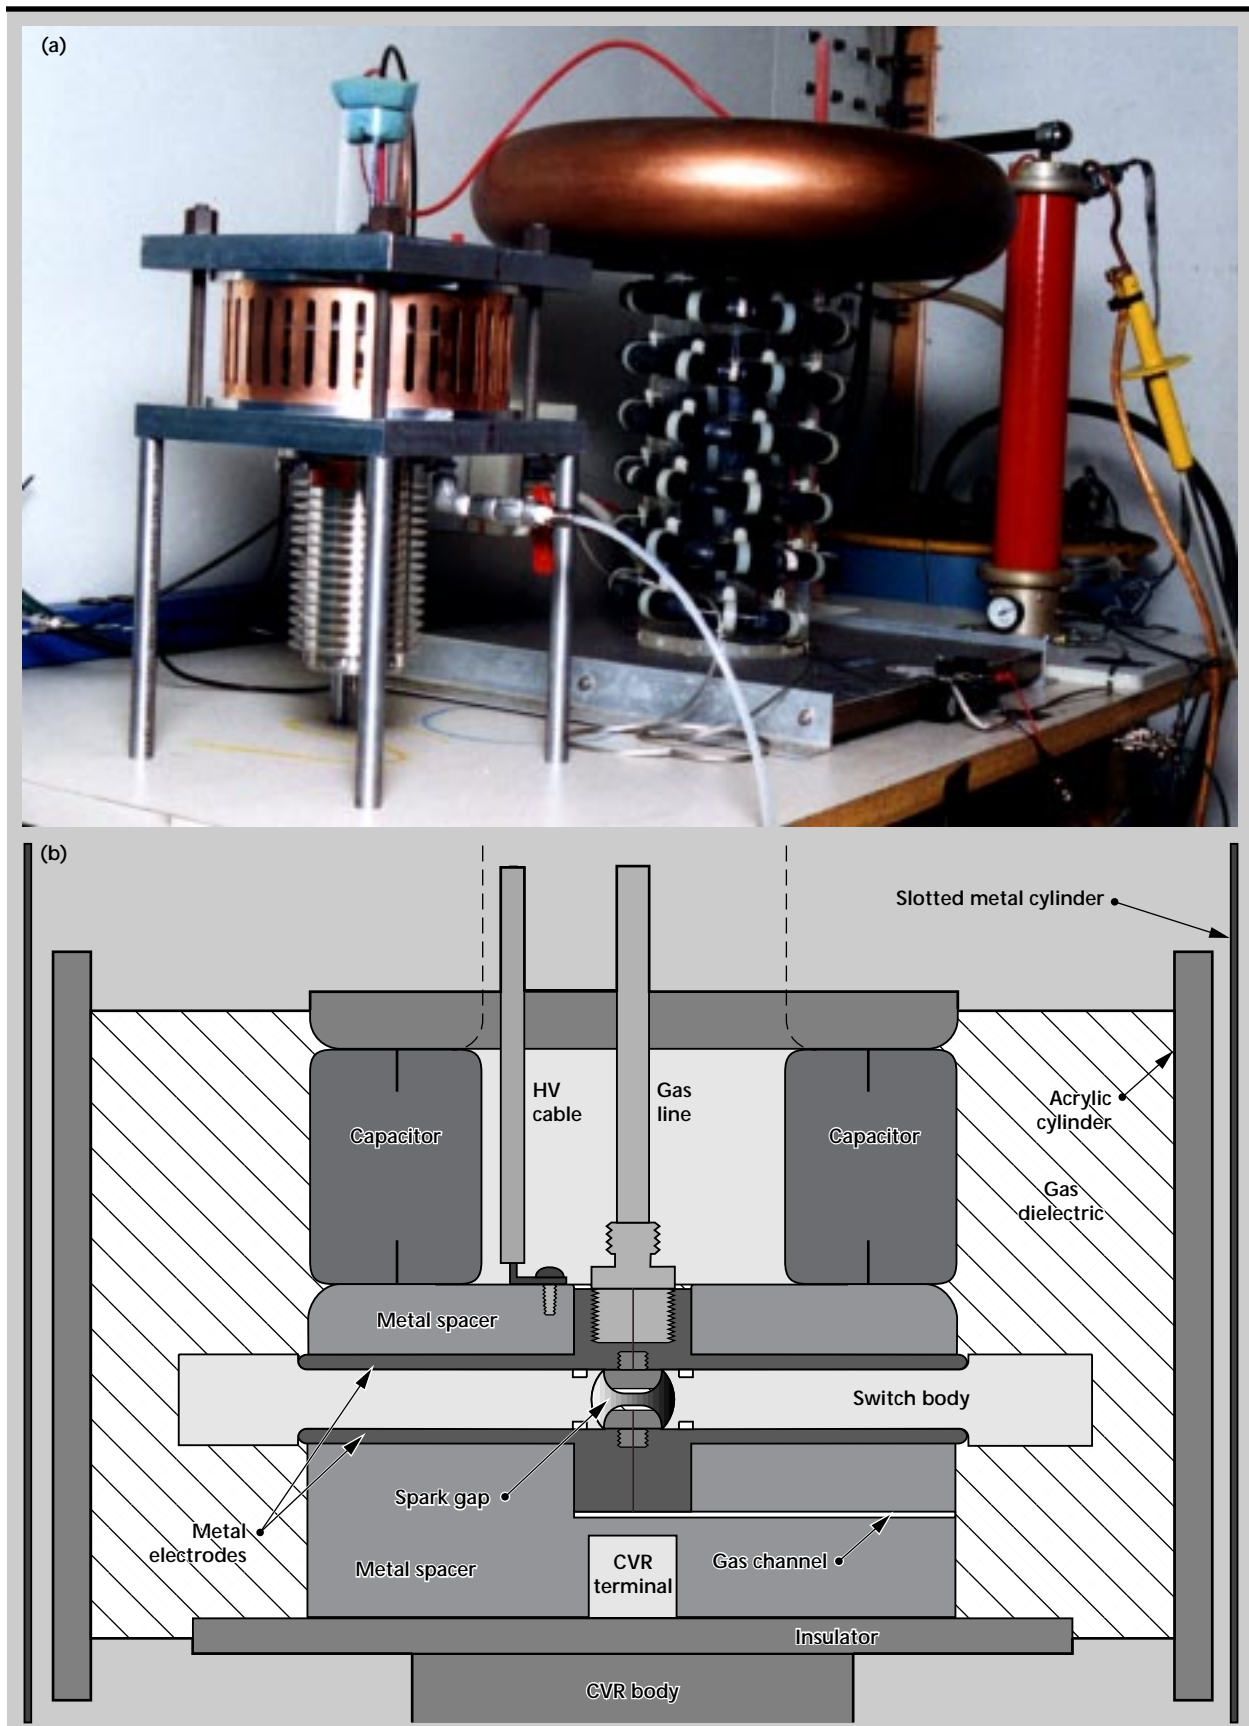 (a)
(b)
Slotted metal cylinder
HV
cable
Gas
line
Acrylic
cylinder
Capacitor
Capacitor
Gas
dielectric
Metal spacer
Switch body
Spark gap
Metal
electrodes
Metal spacer
CVR
terminal
Gas channel
Insulator
CVR body